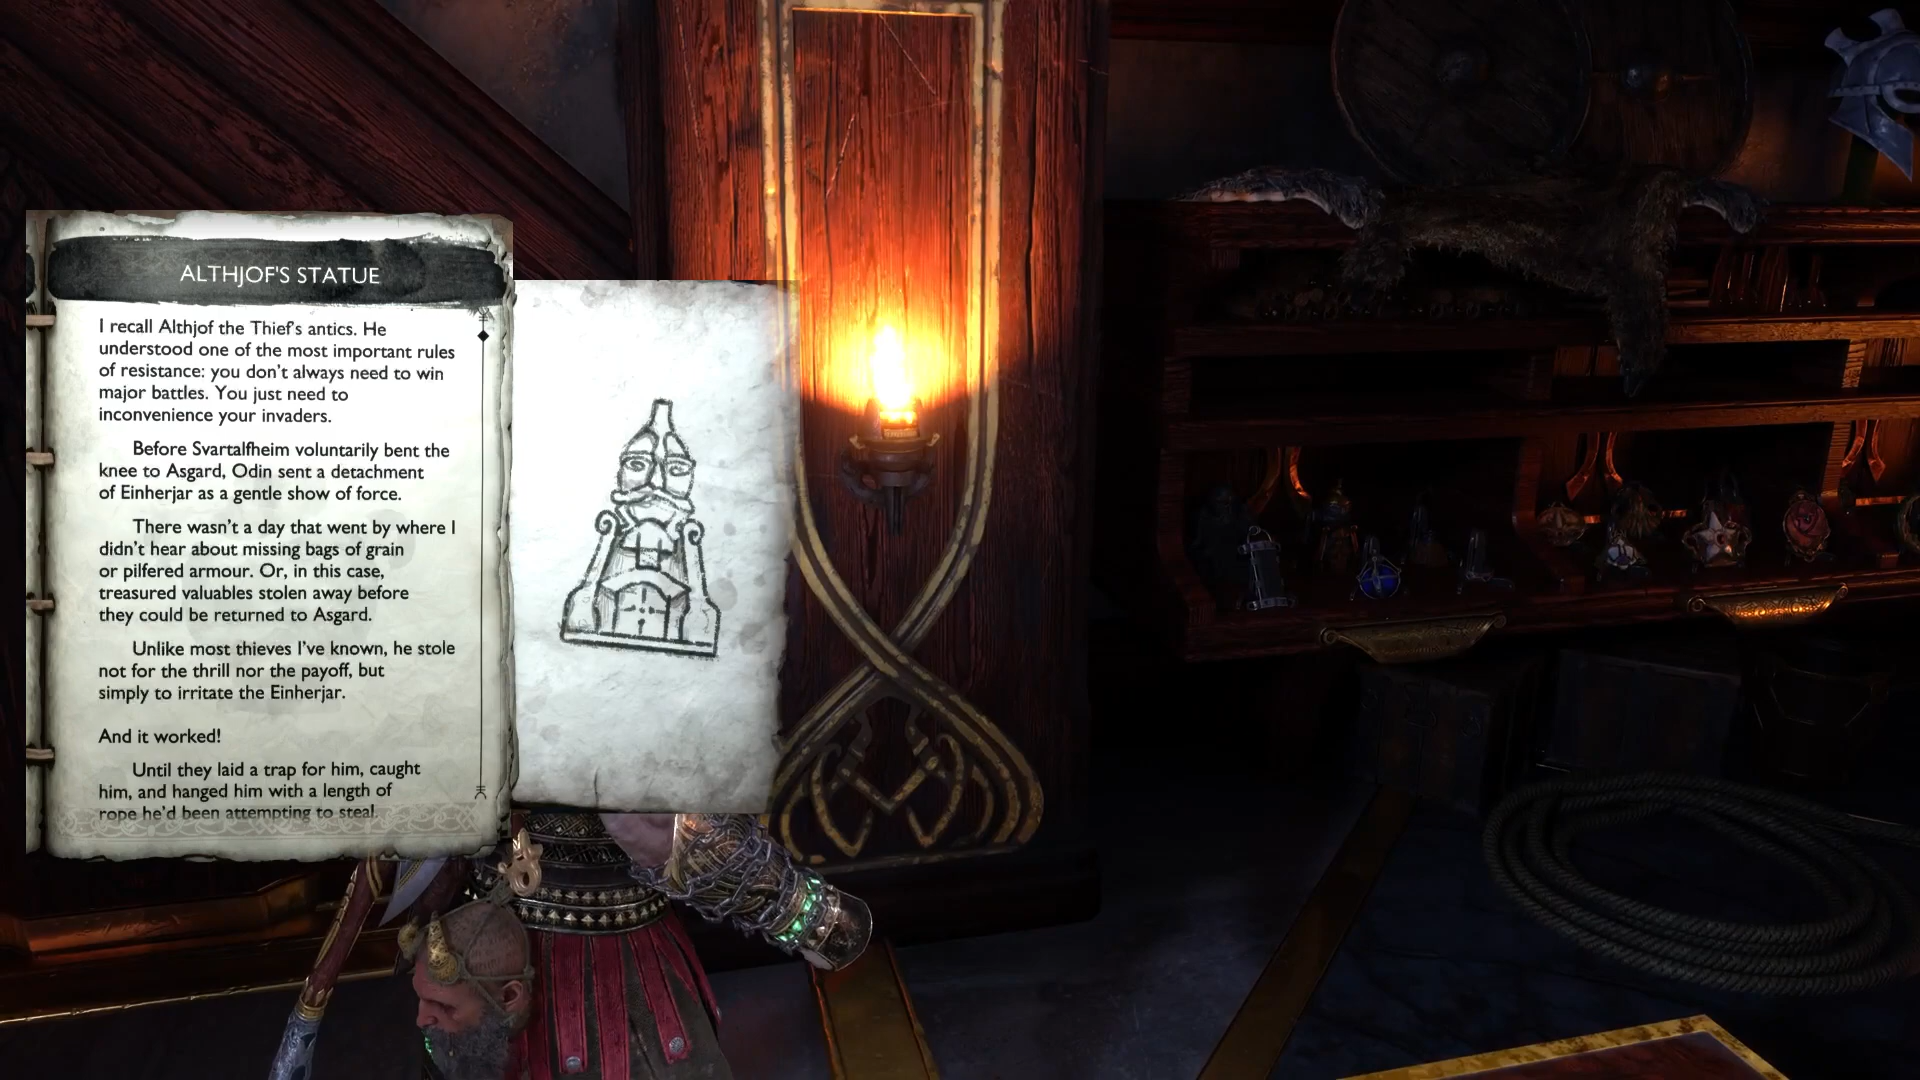 ALTHJOF'S STATUE
I recall Althjof the Thief's antics. He
understood one of the most important rules
of resistance: you don't always need to win
major battles. You just need to
inconvenience your invaders.
Before Svartalfheim voluntarily bent the
knee to Asgard, Odin sent a detachment
of Einherjar as a gentle show of force.
There wasn't a day that went by where I
didn't hear about missing bags of grain
or pilfered armour. Or, in this case,
treasured valuables stolen away before
they could be returned to Asgard.
Unlike most thieves I've known, he stole
not for the thrill nor the payoff, but
simply to irritate the Einherjar.
And it worked!
Until they laid a trap for him, caught
him, and hanged him with a length of
rope he'd been attempting to steal.